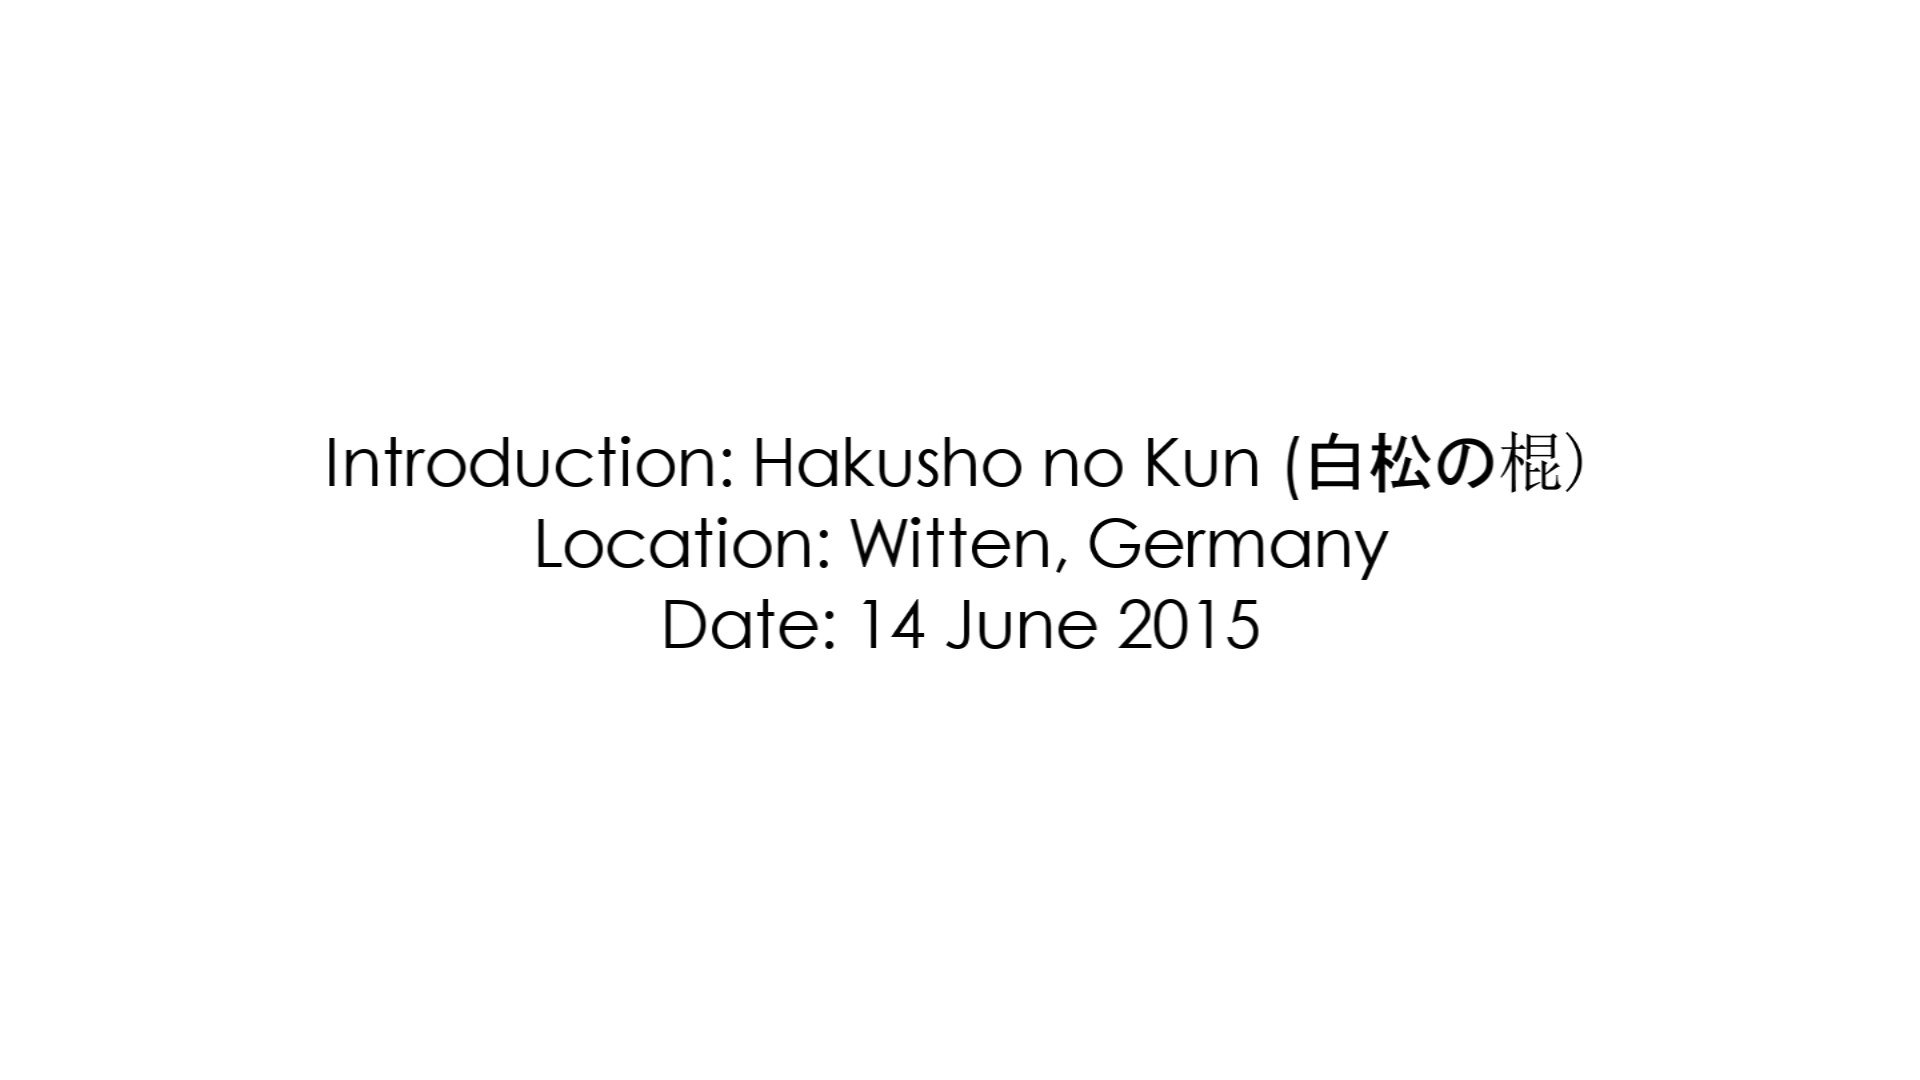 Introduction: Hakusho no Kun (白松の棍）
Location: Witten, Germany
Date: 14 June 2015